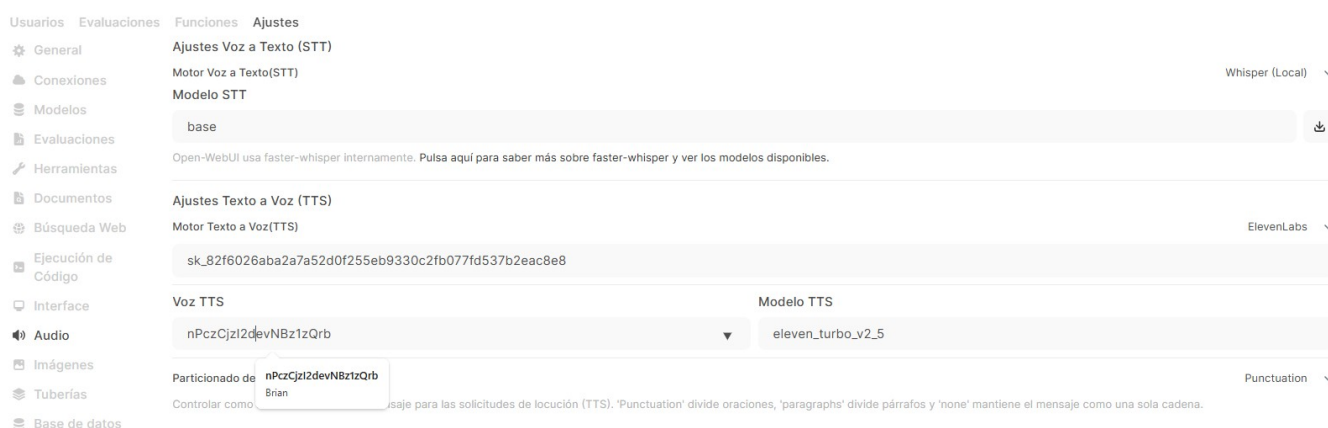 Usuarios Evaluaciones Funciones Ajustes
General
Conexiones
Modelos
Evaluaciones
Herramientas
Documentos
Búsqueda Web
Ejecución de
Código
Interface
Audio
Imágenes
Tuberías
Base de datos
Ajustes Voz a Texto (STT)
Motor Voz a Texto(STT) Whisper (Local)
Modelo STT
base
Open-WebUI usa faster-whisper internamente. Pulsa aquí para saber más sobre faster-whisper y ver los modelos disponibles.
Ajustes Texto a Voz (TTS)
Motor Texto a Voz(TTS) ElevenLabs
sk_82f6026aba2a7a52d0f255eb9330c2fb077fd537b2eac8e8
Voz TTS Modelo TTS
nPczCjzI2devNBz1zQrb eleven_turbo_v2_5
nPczCjzI2devNBz1zQrb
Brian
Particionado de Punctuation
Controlar como saje para las solicitudes de locución (TTS). 'Punctuation' divide oraciones, 'paragraphs' divide párrafos y 'none' mantiene el mensaje como una sola cadena.